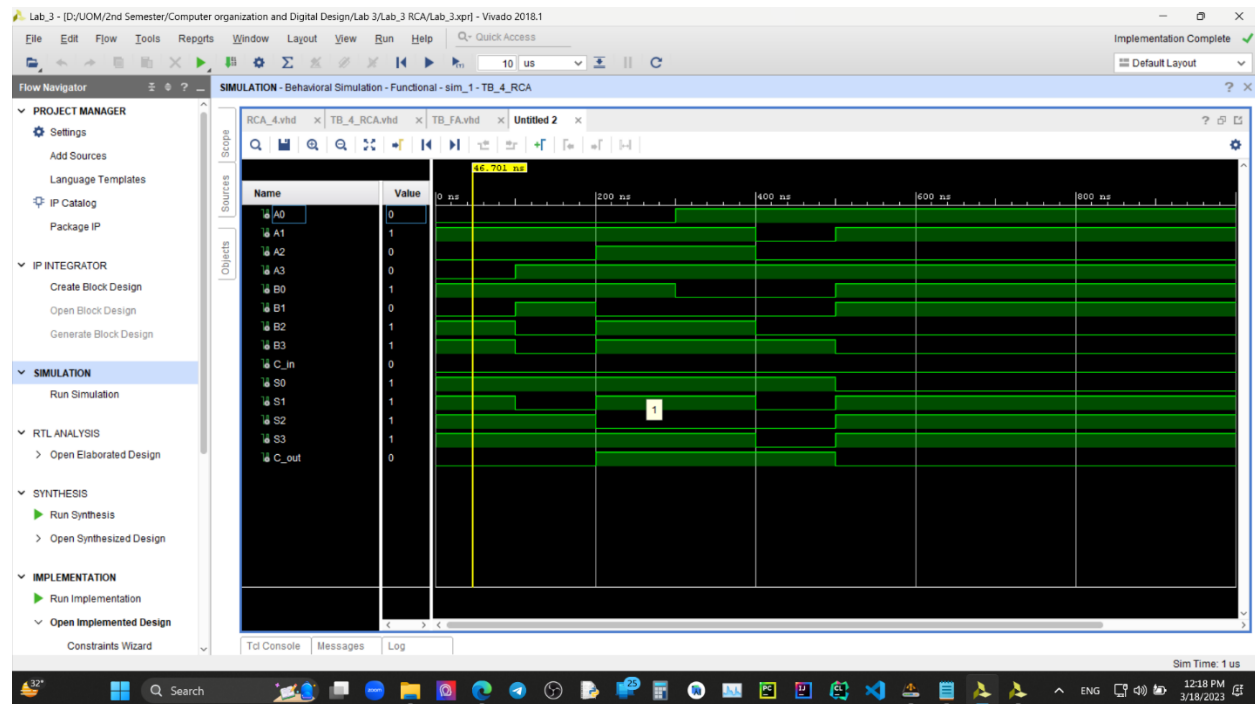 Lab_3 - [D:/UOM/2nd Semester/Computer organization and Digital Design/Lab 3/Lab_3 RCA/Lab_3.xpr] - Vivado 2018.1
File Edit Flow Tools Reports Window Layout View Run Help Q- Quick Access Implementation Complete
10 us Default Layout
Flow Navigator SIMULATION - Behavioral Simulation - Functional - sim_1 - TB_4_RCA
PROJECT MANAGER
Settings
Add Sources
Language Templates
IP Catalog
Package IP
IP INTEGRATOR
Create Block Design
Open Block Design
Generate Block Design
SIMULATION
Run Simulation
RTL ANALYSIS
Open Elaborated Design
SYNTHESIS
Run Synthesis
Open Synthesized Design
IMPLEMENTATION
Run Implementation
Open Implemented Design
Constraints Wizard
Scope
Sources
Objects
RCA_4.vhd TB_4_RCA.vhd TB_FA.vhd Untitled 2
46.701 ns
Name Value 0 ns 200 ns 400 ns 600 ns 800 ns
A0 0
A1 1
A2 0
A3 0
B0 1
B1 0
B2 1
B3 1
C_in 0
S0 1
S1 1
1
S2 1
S3 1
C_out 0
Tcl Console Messages Log
Sim Time: 1 us
32°
Search
zoom
25
ENG
12:18 PM
3/18/2023